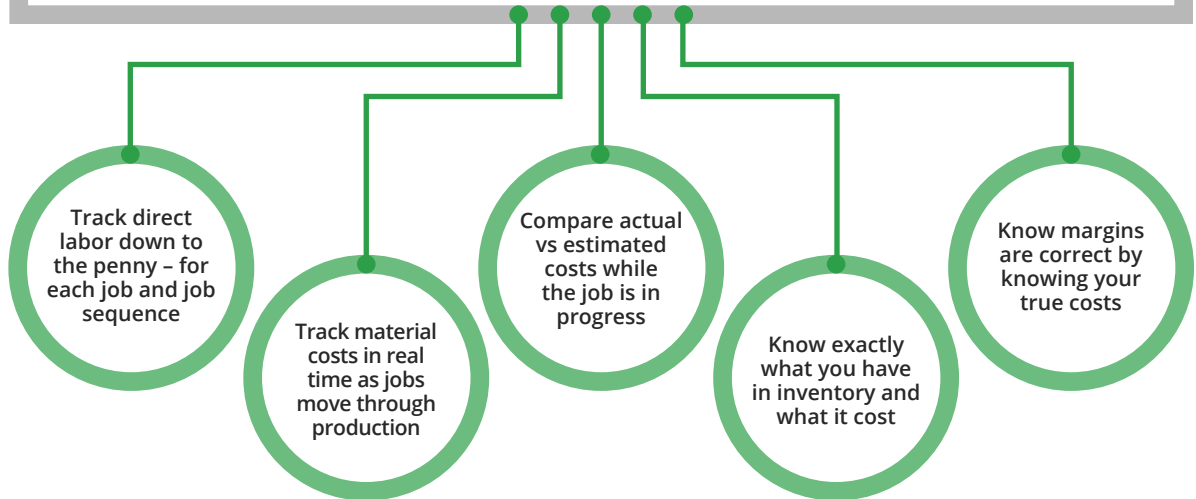 Track direct
labor down to
the penny – for
each job and job
sequence
Track material
costs in real
time as jobs
move through
production
Compare actual
vs estimated
costs while
the job is in
progress
Know exactly
what you have
in inventory and
what it cost
Know margins
are correct by
knowing your
true costs